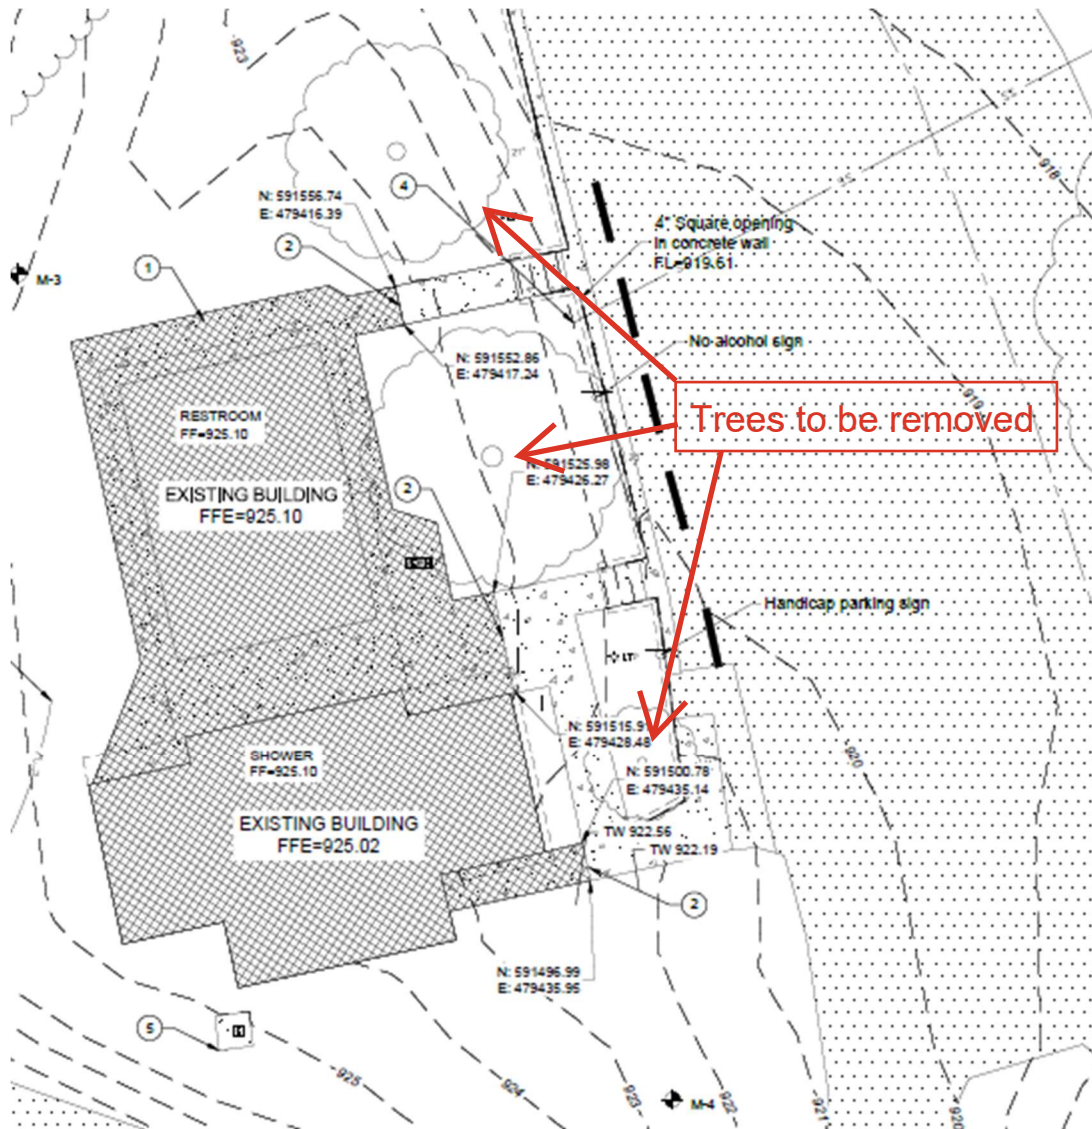 923
N: 591556.74
E: 479416.39
4
2
1
M-3
4" Square opening
in concrete wall
FL=919.61
918
No alcohol sign
N: 591552.86
E: 479417.24
919
Trees to be removed
RESTROOM
FF=925.10
EXISTING BUILDING
FFE=925.10
2
N: 591525.98
E: 479426.27
Handicap parking sign
LT
N: 591515.9
E: 479428.48
920
SHOWER
FF=925.10
N: 591500.78
E: 479435.14
EXISTING BUILDING
FFE=925.02
TW 922.56
TW 922.19
2
N: 591496.99
E: 479435.95
5
925
924
923
922
921
920
M-4